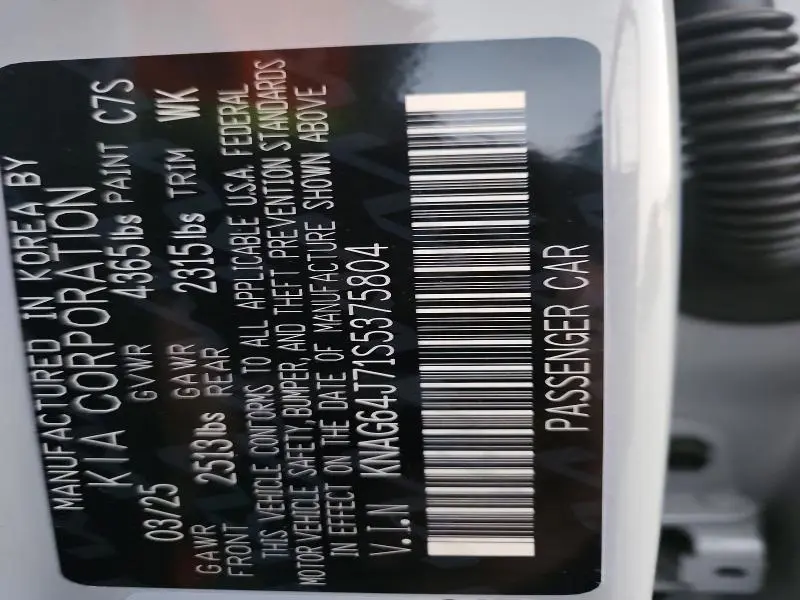 MANUFACTURED IN KOREA BY
KIA CORPORATION
03/25 GVWR 4365lbs PAINT C7S
GAWR FRONT 2513lbs GAWR REAR 2315lbs TRIM WK
THIS VEHICLE CONFORMS TO ALL APPLICABLE U.S.A. FEDERAL
MOTOR VEHICLE SAFETY, BUMPER, AND THEFT PREVENTION STANDARDS
IN EFFECT ON THE DATE OF MANUFACTURE SHOWN ABOVE
V.I.N KNAG64J71S5375804
PASSENGER CAR